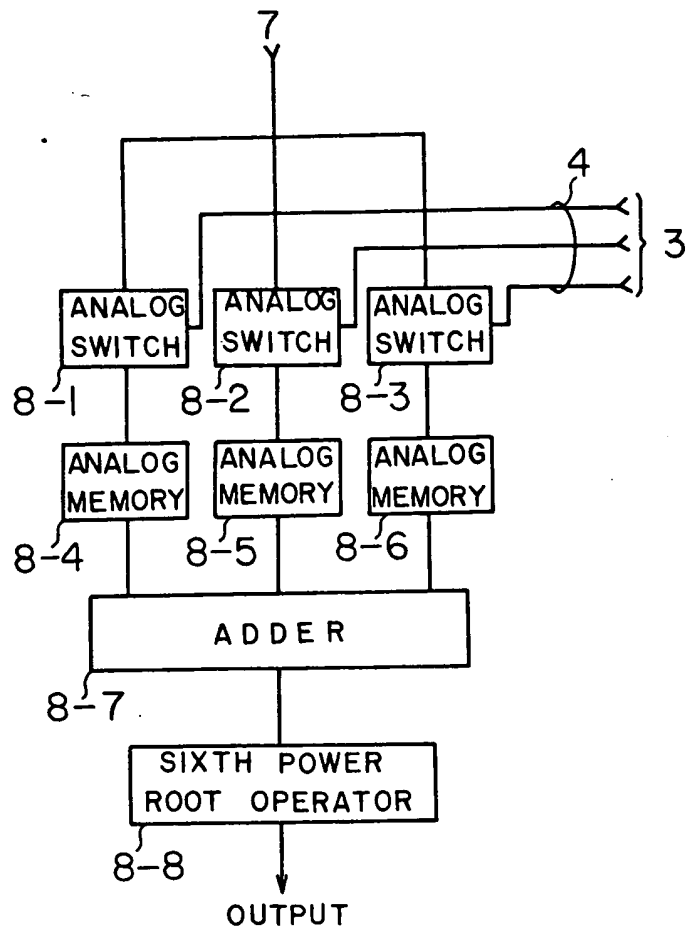 7
4
3
ANALOG SWITCH
ANALOG SWITCH
ANALOG SWITCH
8-1
8-2
8-3
ANALOG MEMORY
ANALOG MEMORY
ANALOG MEMORY
8-4
8-5
8-6
ADDER
8-7
SIXTH POWER
ROOT OPERATOR
8-8
OUTPUT